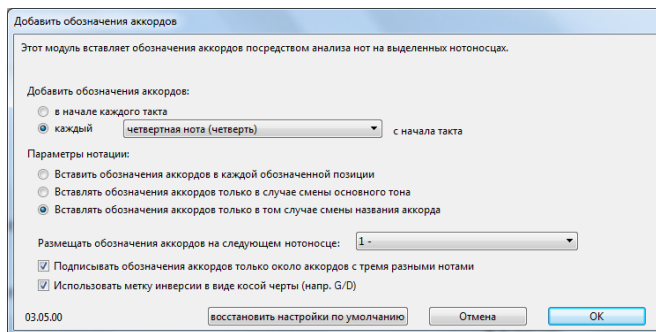 Добавить обозначения аккордов
Этот модуль вставляет обозначения аккордов посредством анализа нот на выделенных нотоносцах.
Добавить обозначения аккордов:
в начале каждого такта
каждый четвертная нота (четверть) с начала такта
Параметры нотации:
Вставить обозначения аккордов в каждой обозначенной позиции
Вставлять обозначения аккордов только в случае смены основного тона
Вставлять обозначения аккордов только в том случае смены названия аккорда
Размещать обозначения аккордов на следующем нотоносце: 1 -
Подписывать обозначения аккордов только около аккордов с тремя разными нотами
Использовать метку инверсии в виде косой черты (напр. G/D)
03.05.00 восстановить настройки по умолчанию Отмена ОК